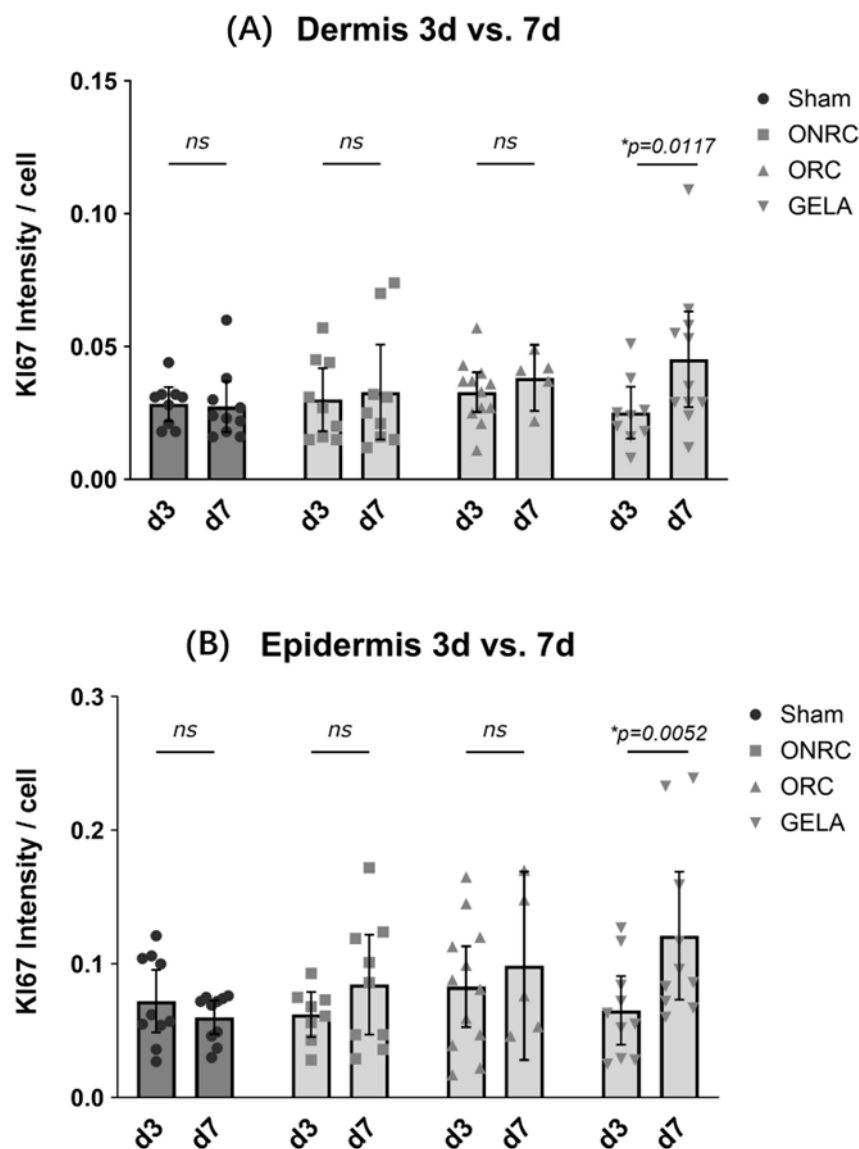 (A) Dermis 3d vs. 7d
KI67 Intensity / cell
0.15
0.10
0.05
0.00
ns
ns
ns
*p=0.0117
Sham
ONRC
ORC
GELA
d3 d7 d3 d7 d3 d7 d3 d7
(B) Epidermis 3d vs. 7d
KI67 Intensity / cell
0.3
0.2
0.1
0.0
ns
ns
ns
*p=0.0052
Sham
ONRC
ORC
GELA
d3 d7 d3 d7 d3 d7 d3 d7